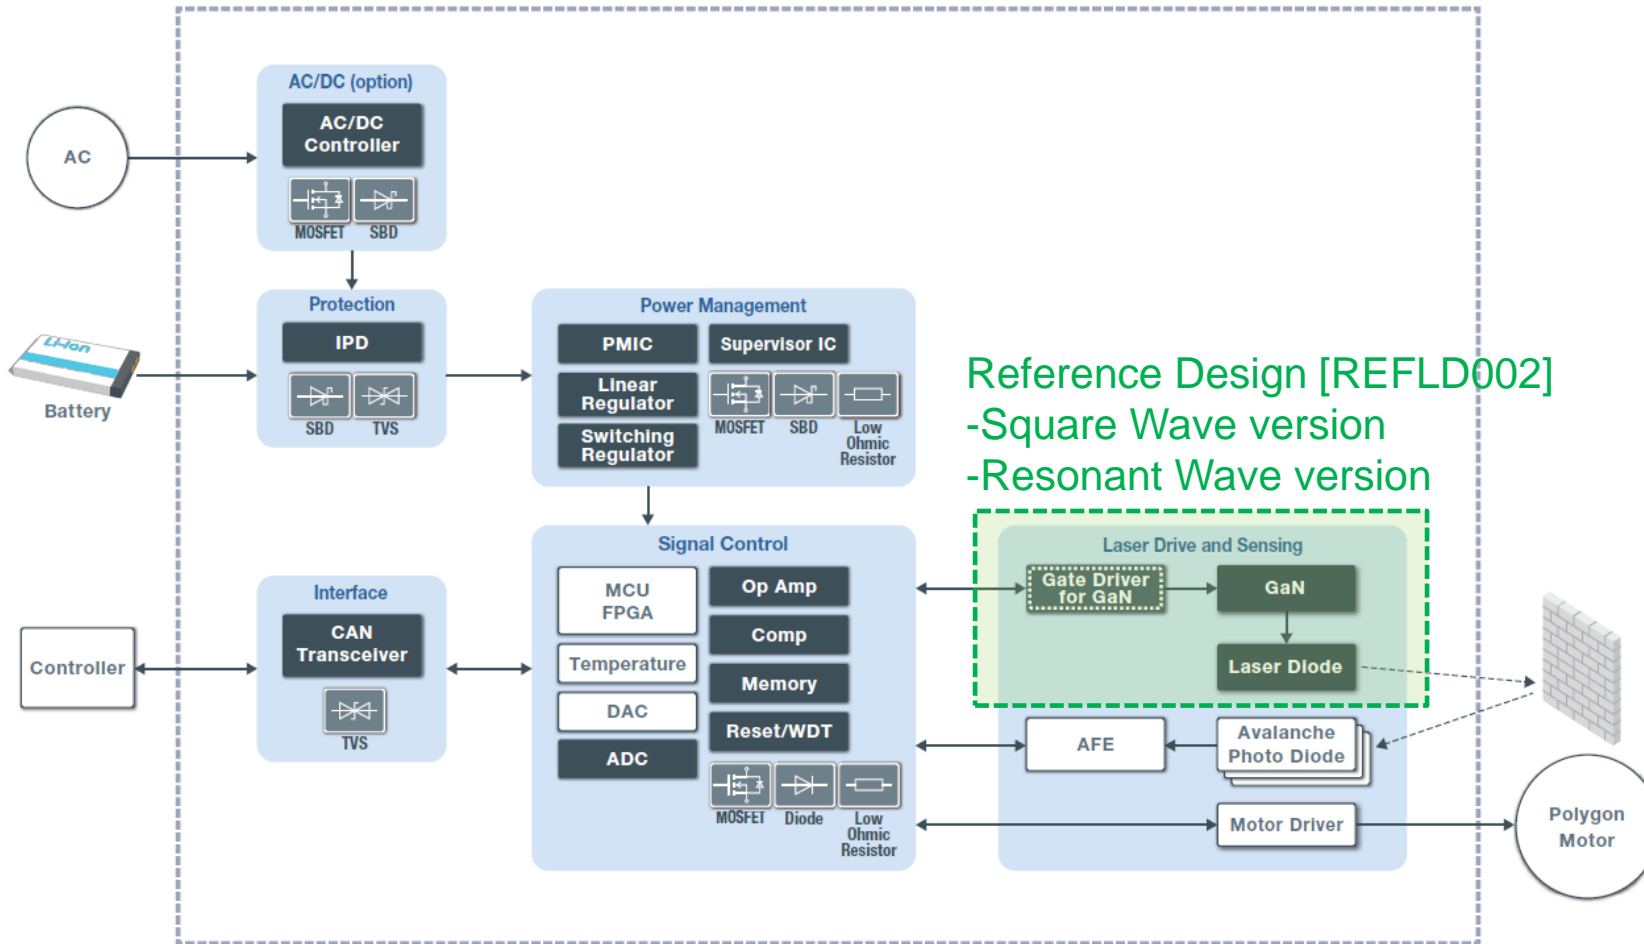 AC/DC (option)
AC/DC
Controller
MOSFET
SBD
AC
Protection
IPD
SBD
TVS
Li-ion
Battery
Power Management
PMIC
Supervisor IC
Linear
Regulator
Switching
Regulator
MOSFET
SBD
Low
Ohmic
Resistor
Reference Design [REFLD002]
-Square Wave version
-Resonant Wave version
Interface
CAN
Transceiver
TVS
Controller
Signal Control
MCU
FPGA
Temperature
DAC
ADC
Op Amp
Comp
Memory
Reset/WDT
MOSFET
Diode
Low
Ohmic
Resistor
Laser Drive and Sensing
Gate Driver
for GaN
GaN
Laser Diode
AFE
Avalanche
Photo Diode
Motor Driver
Polygon
Motor